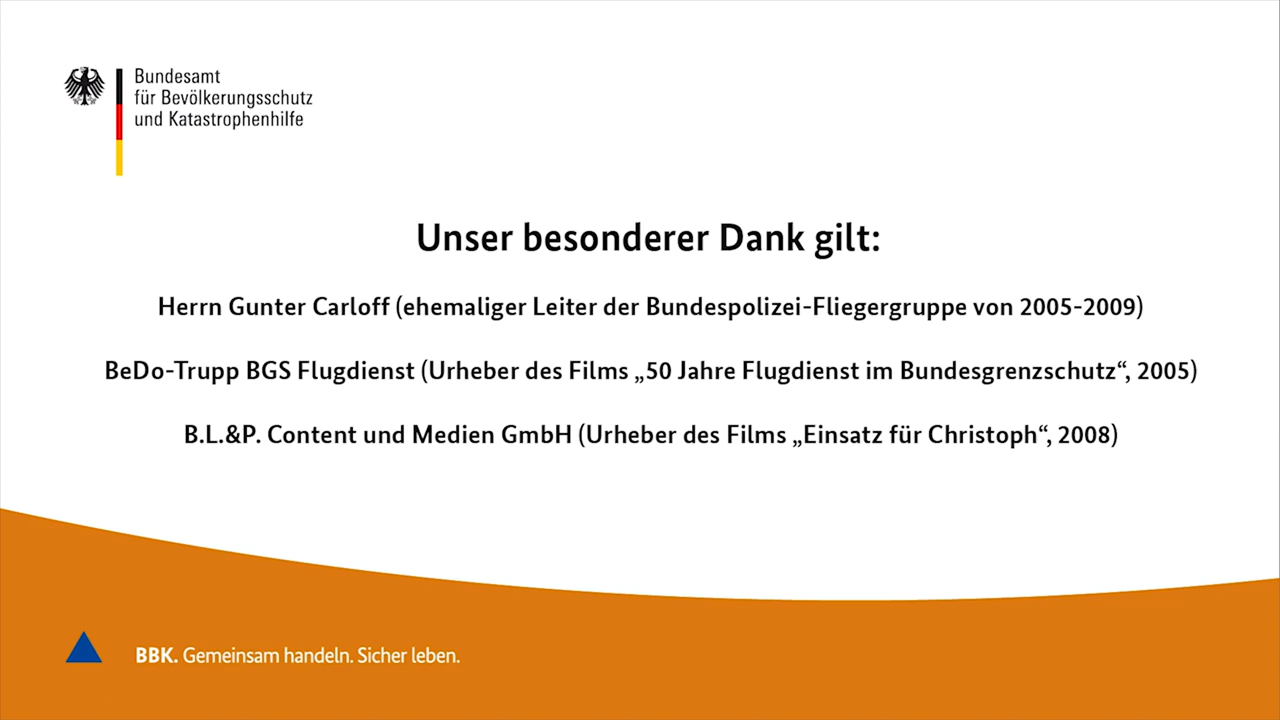 Bundesamt
für Bevölkerungsschutz
und Katastrophenhilfe
Unser besonderer Dank gilt:
Herrn Gunter Carloff (ehemaliger Leiter der Bundespolizei-Fliegergruppe von 2005-2009)
BeDo-Trupp BGS Flugdienst (Urheber des Films „50 Jahre Flugdienst im Bundesgrenzschutz“, 2005)
B.L.&P. Content und Medien GmbH (Urheber des Films „Einsatz für Christoph“, 2008)
BBK. Gemeinsam handeln. Sicher leben.